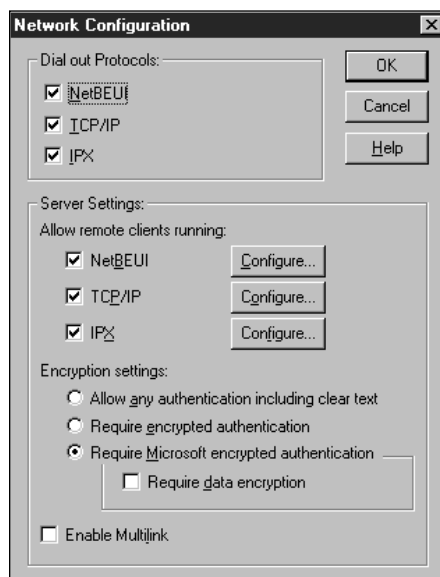 Network Configuration
Dial out Protocols:
NetBEUI
TCP/IP
IPX
OK
Cancel
Help
Server Settings:
Allow remote clients running:
NetBEUI Configure...
TCP/IP Configure...
IPX Configure...
Encryption settings:
Allow any authentication including clear text
Require encrypted authentication
Require Microsoft encrypted authentication
Require data encryption
Enable Multilink